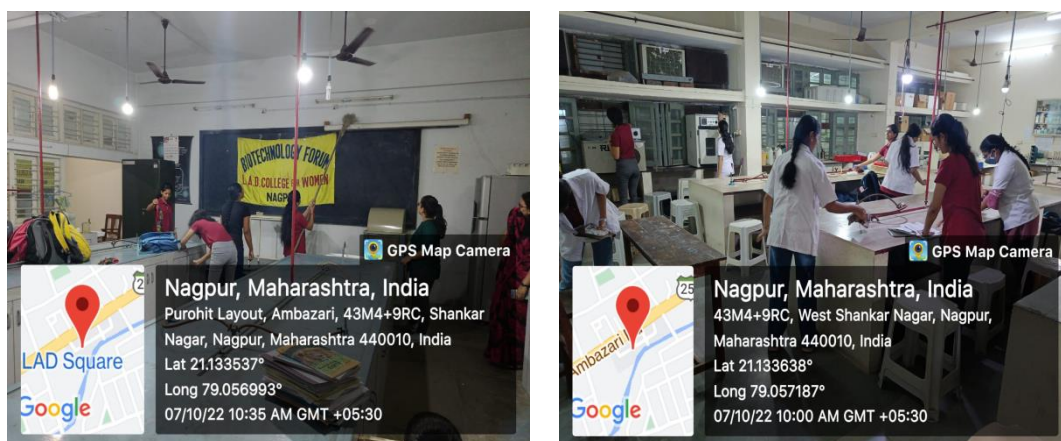 BIOTECHNOLOGY FORUM
L.A.D. COLLEGE for WOMEN
NAGPUR
GPS Map Camera
LAD Square
Google
Nagpur, Maharashtra, India
Purohit Layout, Ambazari, 43M4+9RC, Shankar
Nagar, Nagpur, Maharashtra 440010, India
Lat 21.133537°
Long 79.056993°
07/10/22 10:35 AM GMT +05:30
GPS Map Camera
25
Ambazari
Google
Nagpur, Maharashtra, India
43M4+9RC, West Shankar Nagar, Nagpur,
Maharashtra 440010, India
Lat 21.133638°
Long 79.057187°
07/10/22 10:00 AM GMT +05:30